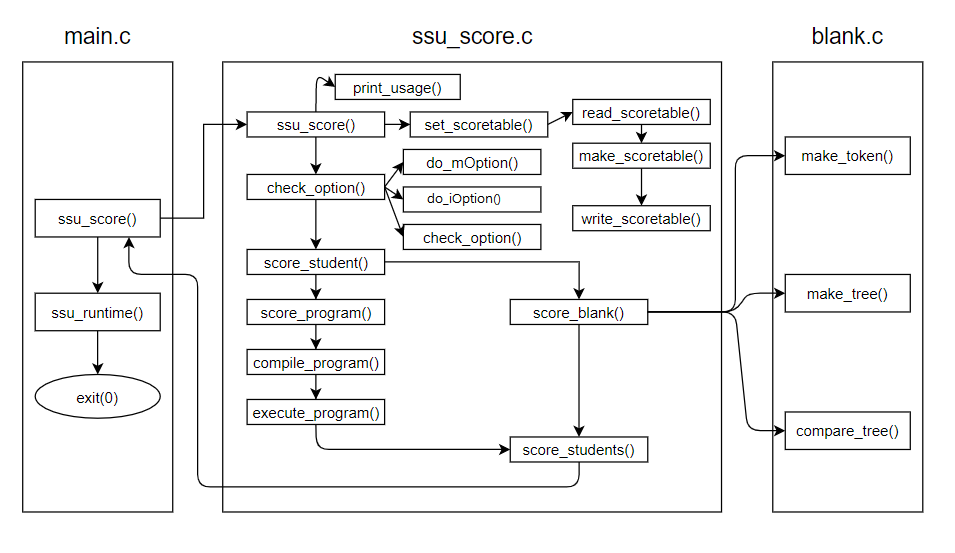 main.c
ssu_score.c
blank.c
ssu_score()
ssu_runtime()
exit(0)
print_usage()
ssu_score()
set_scoretable()
read_scoretable()
make_scoretable()
write_scoretable()
check_option()
do_mOption()
do_iOption()
check_option()
score_student()
score_program()
compile_program()
execute_program()
score_blank()
score_students()
make_token()
make_tree()
compare_tree()